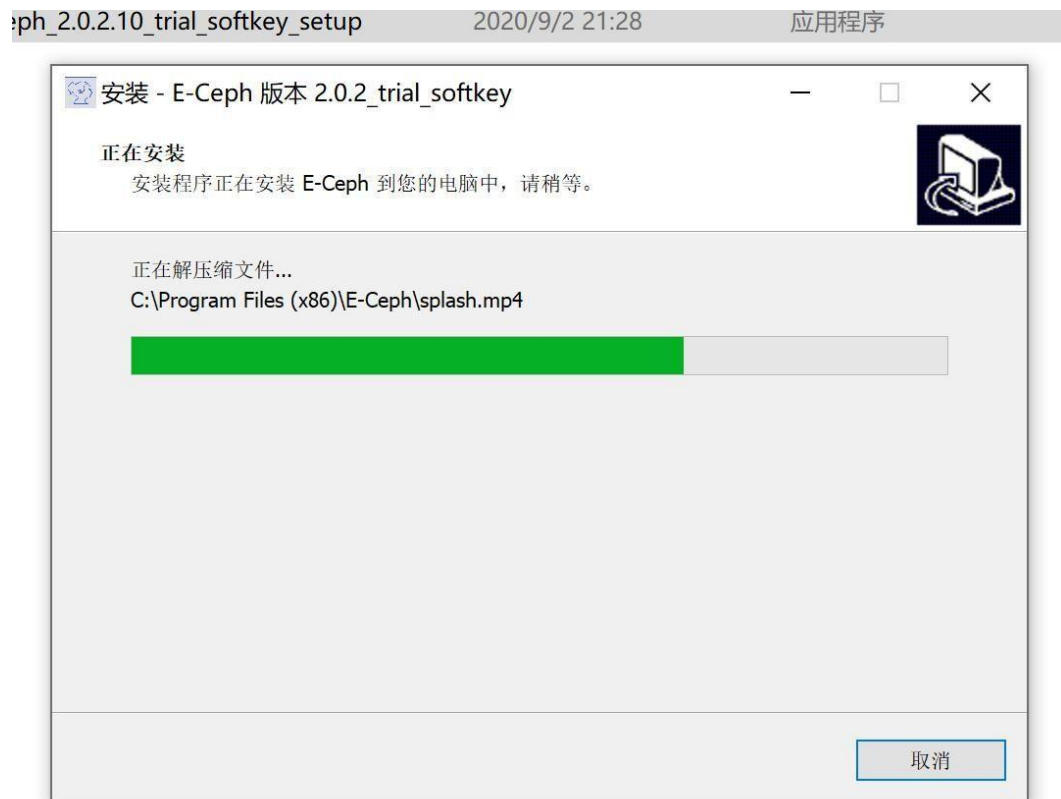 eph_2.0.2.10_trial_softkey_setup 2020/9/2 21:28 应用程序
安装 - E-Ceph 版本 2.0.2_trial_softkey
正在安装
安装程序正在安装 E-Ceph 到您的电脑中，请稍等。
正在解压缩文件...
C:\Program Files (x86)\E-Ceph\splash.mp4
取消